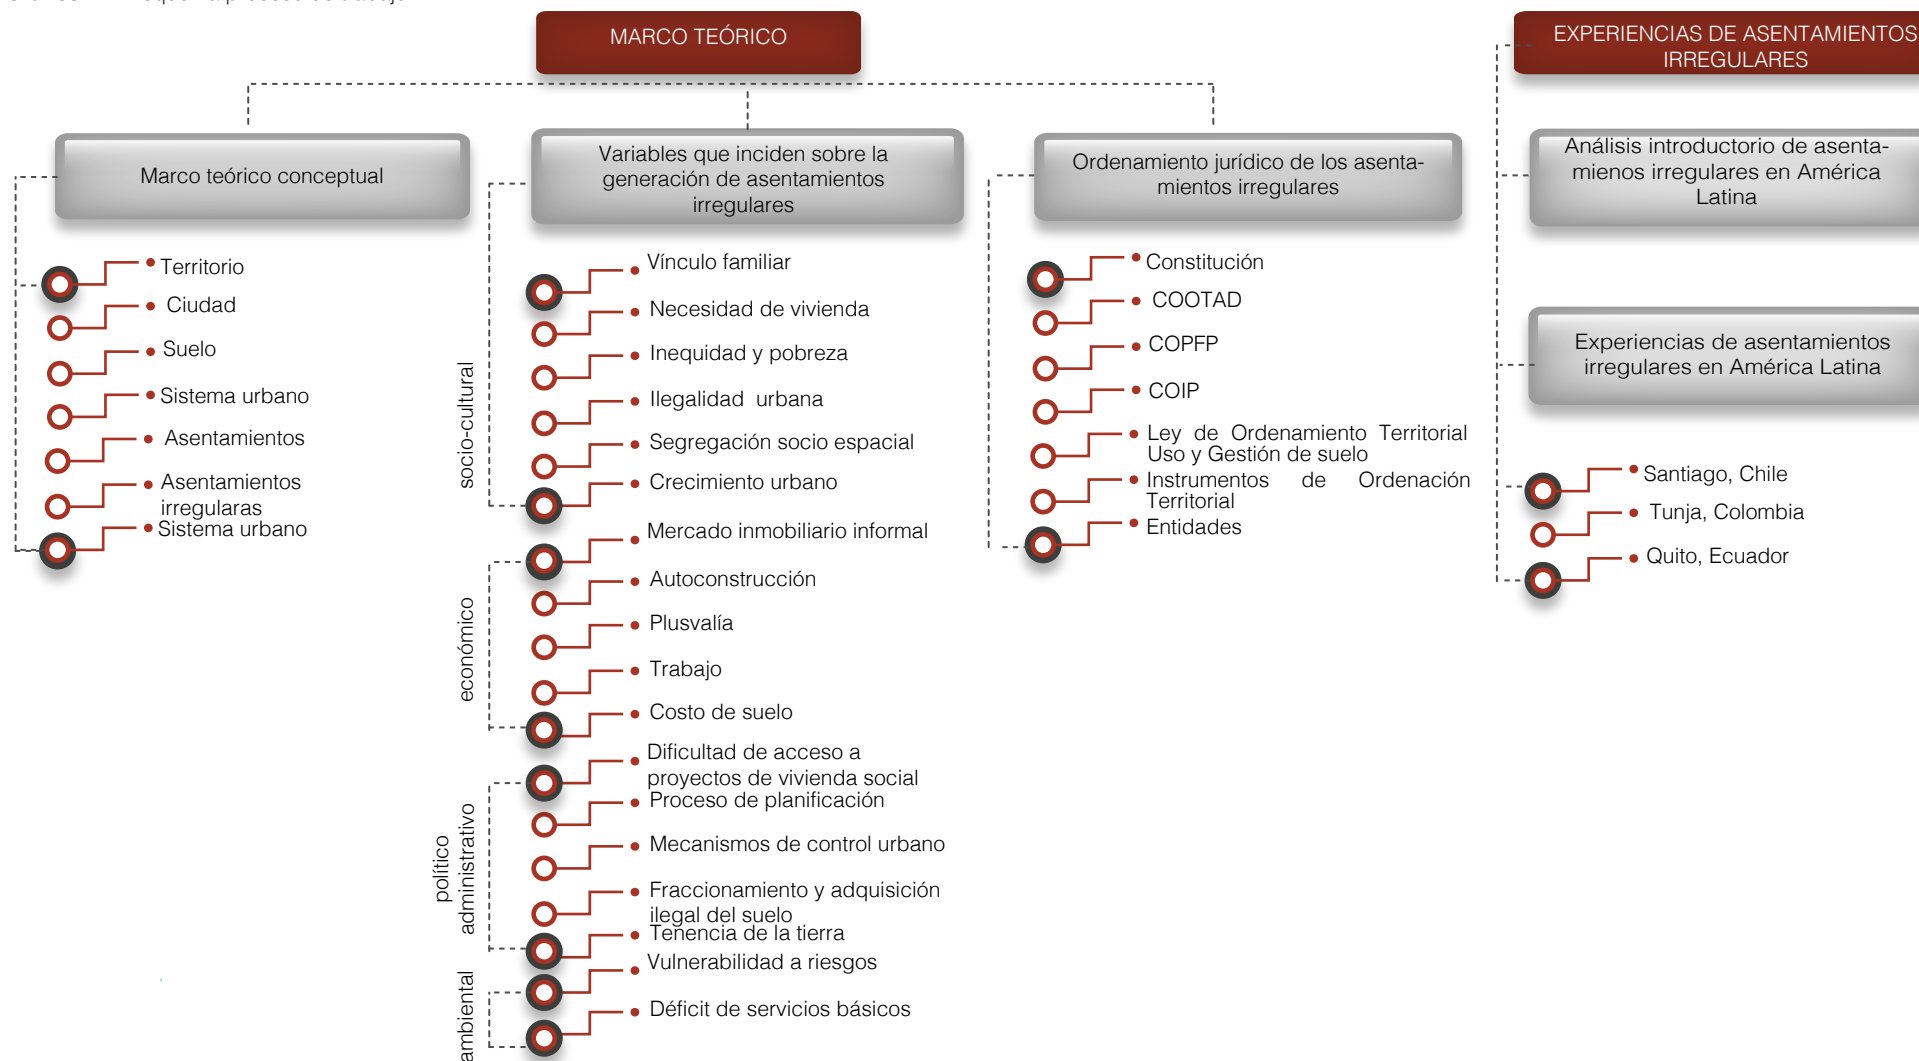 MARCO TEÓRICO
EXPERIENCIAS DE ASENTAMIENTOS
IRREGULARES
Marco teórico conceptual
Territorio
Ciudad
Suelo
Sistema urbano
Asentamientos
Asentamientos
irregularas
Sistema urbano
Variables que inciden sobre la
generación de asentamientos
irregulares
socio-cultural
Vínculo familiar
Necesidad de vivienda
Inequidad y pobreza
Ilegalidad urbana
Segregación socio espacial
Crecimiento urbano
económico
Mercado inmobiliario informal
Autoconstrucción
Plusvalía
Trabajo
Costo de suelo
político
administrativo
Dificultad de acceso a
proyectos de vivienda social
Proceso de planificación
Mecanismos de control urbano
Fraccionamiento y adquisición
ilegal del suelo
Tenencia de la tierra
ambiental
Vulnerabilidad a riesgos
Déficit de servicios básicos
Ordenamiento jurídico de los asenta-
mientos irregulares
Constitución
COOTAD
COPFP
COIP
Ley de Ordenamiento Territorial
Uso y Gestión de suelo
Instrumentos de Ordenación
Territorial
Entidades
Análisis introductorio de asenta-
mienos irregulares en América
Latina
Experiencias de asentamientos
irregulares en América Latina
Santiago, Chile
Tunja, Colombia
Quito, Ecuador